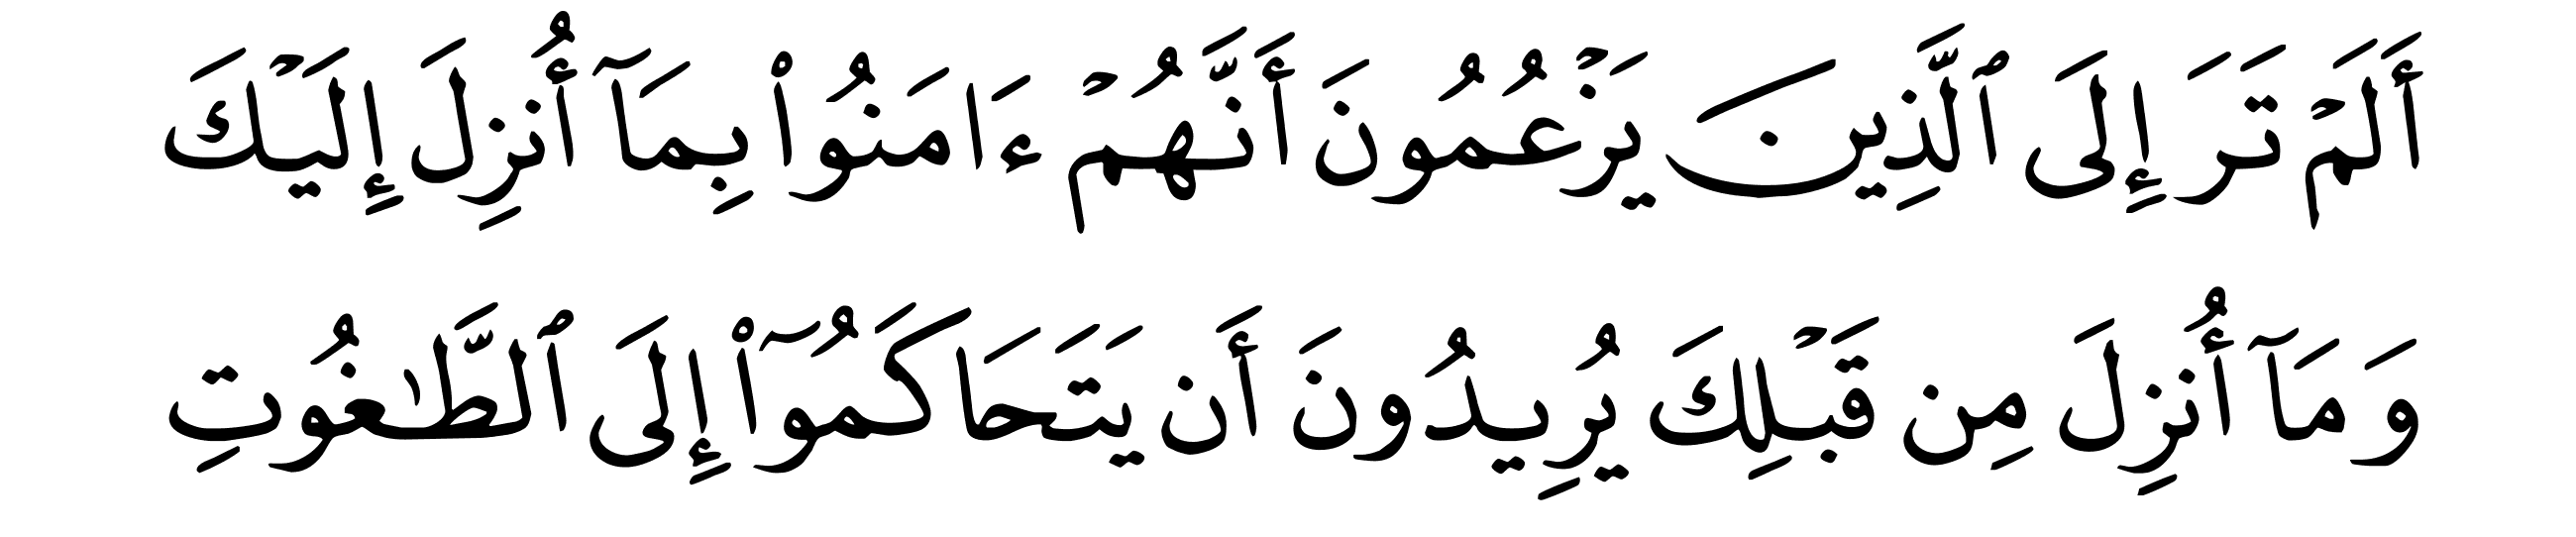 أَلَمۡ تَرَ إِلَى ٱلَّذِينَ يَزۡعُمُونَ أَنَّهُمۡ ءَامَنُواْ بِمَآ أُنزِلَ إِلَيۡكَ
وَمَآ أُنزِلَ مِن قَبۡلِكَ يُرِيدُونَ أَن يَتَحَاكَمُوٓاْ إِلَى ٱلطَّٰغُوتِ